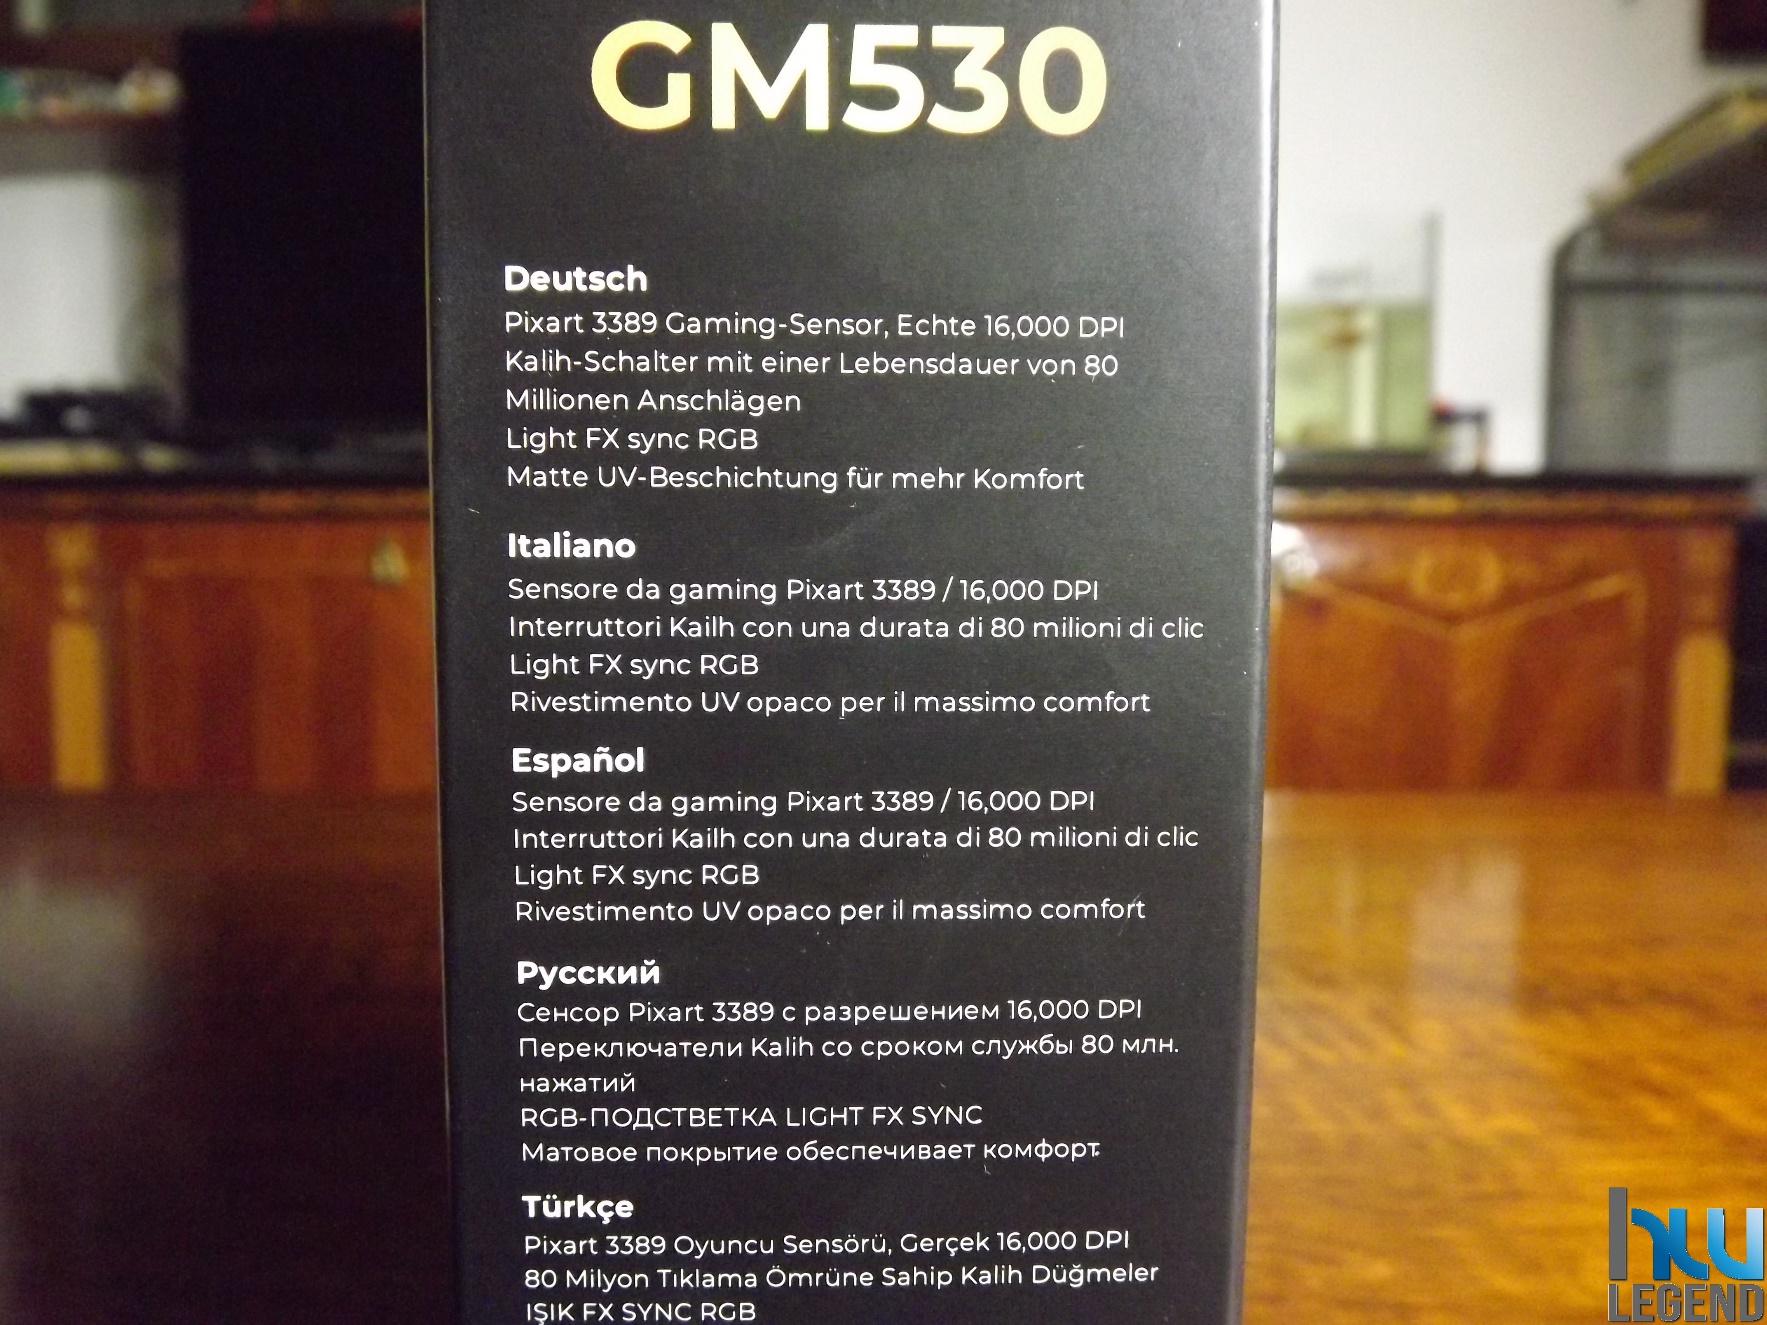 GM530
Deutsch
Pixart 3389 Gaming-Sensor, Echte 16,000 DPI
Kalih-Schalter mit einer Lebensdauer von 80
Millionen Anschlägen
Light FX sync RGB
Matte UV-Beschichtung für mehr Komfort
Italiano
Sensore da gaming Pixart 3389 / 16,000 DPI
Interruttori Kailh con una durata di 80 milioni di clic
Light FX sync RGB
Rivestimento UV opaco per il massimo comfort
Español
Sensore da gaming Pixart 3389 / 16,000 DPI
Interruttori Kailh con una durata di 80 milioni di clic
Light FX sync RGB
Rivestimento UV opaco per il massimo comfort
Русский
Сенсор Pixart 3389 с разрешением 16,000 DPI
Переключатели Kalih со сроком службы 80 млн.
нажатий
RGB-ПОДСТВЕТКА LIGHT FX SYNC
Матовое покрытие обеспечивает комфорт.
Türkçe
Pixart 3389 Oyuncu Sensörü, Gerçek 16,000 DPI
80 Milyon Tıklama Ömrüne Sahip Kalih Düğmeler
IŞIK FX SYNC RGB
hw
LEGEND